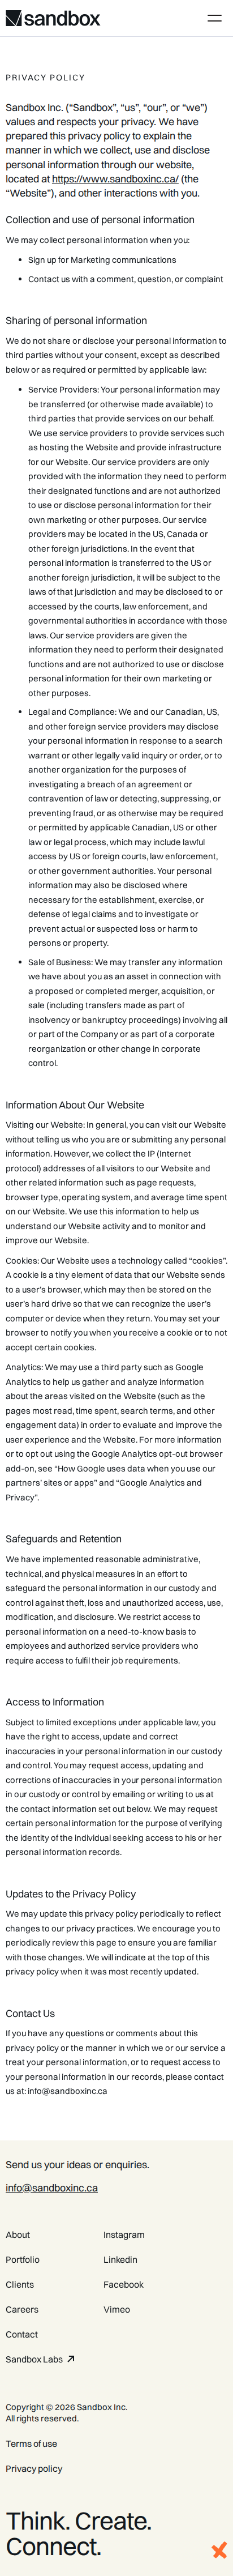 sandbox
PRIVACY POLICY
Sandbox Inc. (“Sandbox”, “us”, “our”, or “we”)
values and respects your privacy. We have
prepared this privacy policy to explain the
manner in which we collect, use and disclose
personal information through our website,
located at https://www.sandboxinc.ca/ (the
“Website”), and other interactions with you.
Collection and use of personal information
We may collect personal information when you:
• Sign up for Marketing communications
• Contact us with a comment, question, or complaint
Sharing of personal information
We do not share or disclose your personal information to
third parties without your consent, except as described
below or as required or permitted by applicable law:
• Service Providers: Your personal information may
be transferred (or otherwise made available) to
third parties that provide services on our behalf.
We use service providers to provide services such
as hosting the Website and provide infrastructure
for our Website. Our service providers are only
provided with the information they need to perform
their designated functions and are not authorized
to use or disclose personal information for their
own marketing or other purposes. Our service
providers may be located in the US, Canada or
other foreign jurisdictions. In the event that
personal information is transferred to the US or
another foreign jurisdiction, it will be subject to the
laws of that jurisdiction and may be disclosed to or
accessed by the courts, law enforcement, and
governmental authorities in accordance with those
laws. Our service providers are given the
information they need to perform their designated
functions and are not authorized to use or disclose
personal information for their own marketing or
other purposes.
• Legal and Compliance: We and our Canadian, US,
and other foreign service providers may disclose
your personal information in response to a search
warrant or other legally valid inquiry or order, or to
another organization for the purposes of
investigating a breach of an agreement or
contravention of law or detecting, suppressing, or
preventing fraud, or as otherwise may be required
or permitted by applicable Canadian, US or other
law or legal process, which may include lawful
access by US or foreign courts, law enforcement,
or other government authorities. Your personal
information may also be disclosed where
necessary for the establishment, exercise, or
defense of legal claims and to investigate or
prevent actual or suspected loss or harm to
persons or property.
• Sale of Business: We may transfer any information
we have about you as an asset in connection with
a proposed or completed merger, acquisition, or
sale (including transfers made as part of
insolvency or bankruptcy proceedings) involving all
or part of the Company or as part of a corporate
reorganization or other change in corporate
control.
Information About Our Website
Visiting our Website: In general, you can visit our Website
without telling us who you are or submitting any personal
information. However, we collect the IP (Internet
protocol) addresses of all visitors to our Website and
other related information such as page requests,
browser type, operating system, and average time spent
on our Website. We use this information to help us
understand our Website activity and to monitor and
improve our Website.
Cookies: Our Website uses a technology called “cookies”.
A cookie is a tiny element of data that our Website sends
to a user’s browser, which may then be stored on the
user’s hard drive so that we can recognize the user’s
computer or device when they return. You may set your
browser to notify you when you receive a cookie or to not
accept certain cookies.
Analytics: We may use a third party such as Google
Analytics to help us gather and analyze information
about the areas visited on the Website (such as the
pages most read, time spent, search terms, and other
engagement data) in order to evaluate and improve the
user experience and the Website. For more information
or to opt out using the Google Analytics opt-out browser
add-on, see “How Google uses data when you use our
partners’ sites or apps” and “Google Analytics and
Privacy”.
Safeguards and Retention
We have implemented reasonable administrative,
technical, and physical measures in an effort to
safeguard the personal information in our custody and
control against theft, loss and unauthorized access, use,
modification, and disclosure. We restrict access to
personal information on a need-to-know basis to
employees and authorized service providers who
require access to fulfil their job requirements.
Access to Information
Subject to limited exceptions under applicable law, you
have the right to access, update and correct
inaccuracies in your personal information in our custody
and control. You may request access, updating and
corrections of inaccuracies in your personal information
in our custody or control by emailing or writing to us at
the contact information set out below. We may request
certain personal information for the purpose of verifying
the identity of the individual seeking access to his or her
personal information records.
Updates to the Privacy Policy
We may update this privacy policy periodically to reflect
changes to our privacy practices. We encourage you to
periodically review this page to ensure you are familiar
with those changes. We will indicate at the top of this
privacy policy when it was most recently updated.
Contact Us
If you have any questions or comments about this
privacy policy or the manner in which we or our service a
treat your personal information, or to request access to
your personal information in our records, please contact
us at: info@sandboxinc.ca
Send us your ideas or enquiries.
info@sandboxinc.ca
About
Portfolio
Clients
Careers
Contact
Sandbox Labs
Instagram
Linkedin
Facebook
Vimeo
Copyright © 2026 Sandbox Inc.
All rights reserved.
Terms of use
Privacy policy
Think. Create.
Connect.